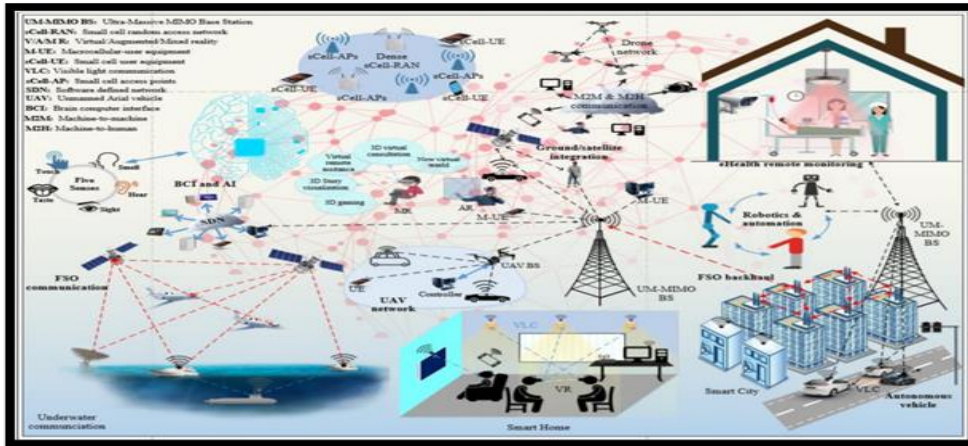 UM-MIMO BS: Ultra-Massive MIMO Base Station
sCell-RAN: Small cell random access network
V/A/M R: Virtual/Augmented/Mixed reality
M-UE: Macrocellular-user equipment
sCell-UE: Small cell user equipment
VLC: Visible light communication
sCell-AP: Small cell access points
SDN: Software defined network
UAV: Unmanned Arial vehicle
BCI: Brain computer interface
M2M: Machine-to-machine
M2H: Machine-to-human
sCell-APs
Dense
sCell-RAN
sCell-UE
sCell-APs
sCell-UE
sCell-APs
sCell-UE
Drone
network
M2M & M2H
communication
Ground/satellite
integration
eHealth remote monitoring
Touch
Smell
Five
Senses
Taste
Hear
Sight
BCI and AI
Virtual
remote
assitance
3D virtual
consultation
New virtual
world
3D busy
visualization
3D gaming
MR
AR
M-UE
M-UE
SDN
Robotics &
automation
UM-
MIMO
BS
FSO
communication
UAV BS
UE
Controller
UAV
network
UM-MIMO
BS
FSO backhaul
VLC
VR
Smart Home
Underwater
communciation
Smart City
VLC
Autonomous
vehicle